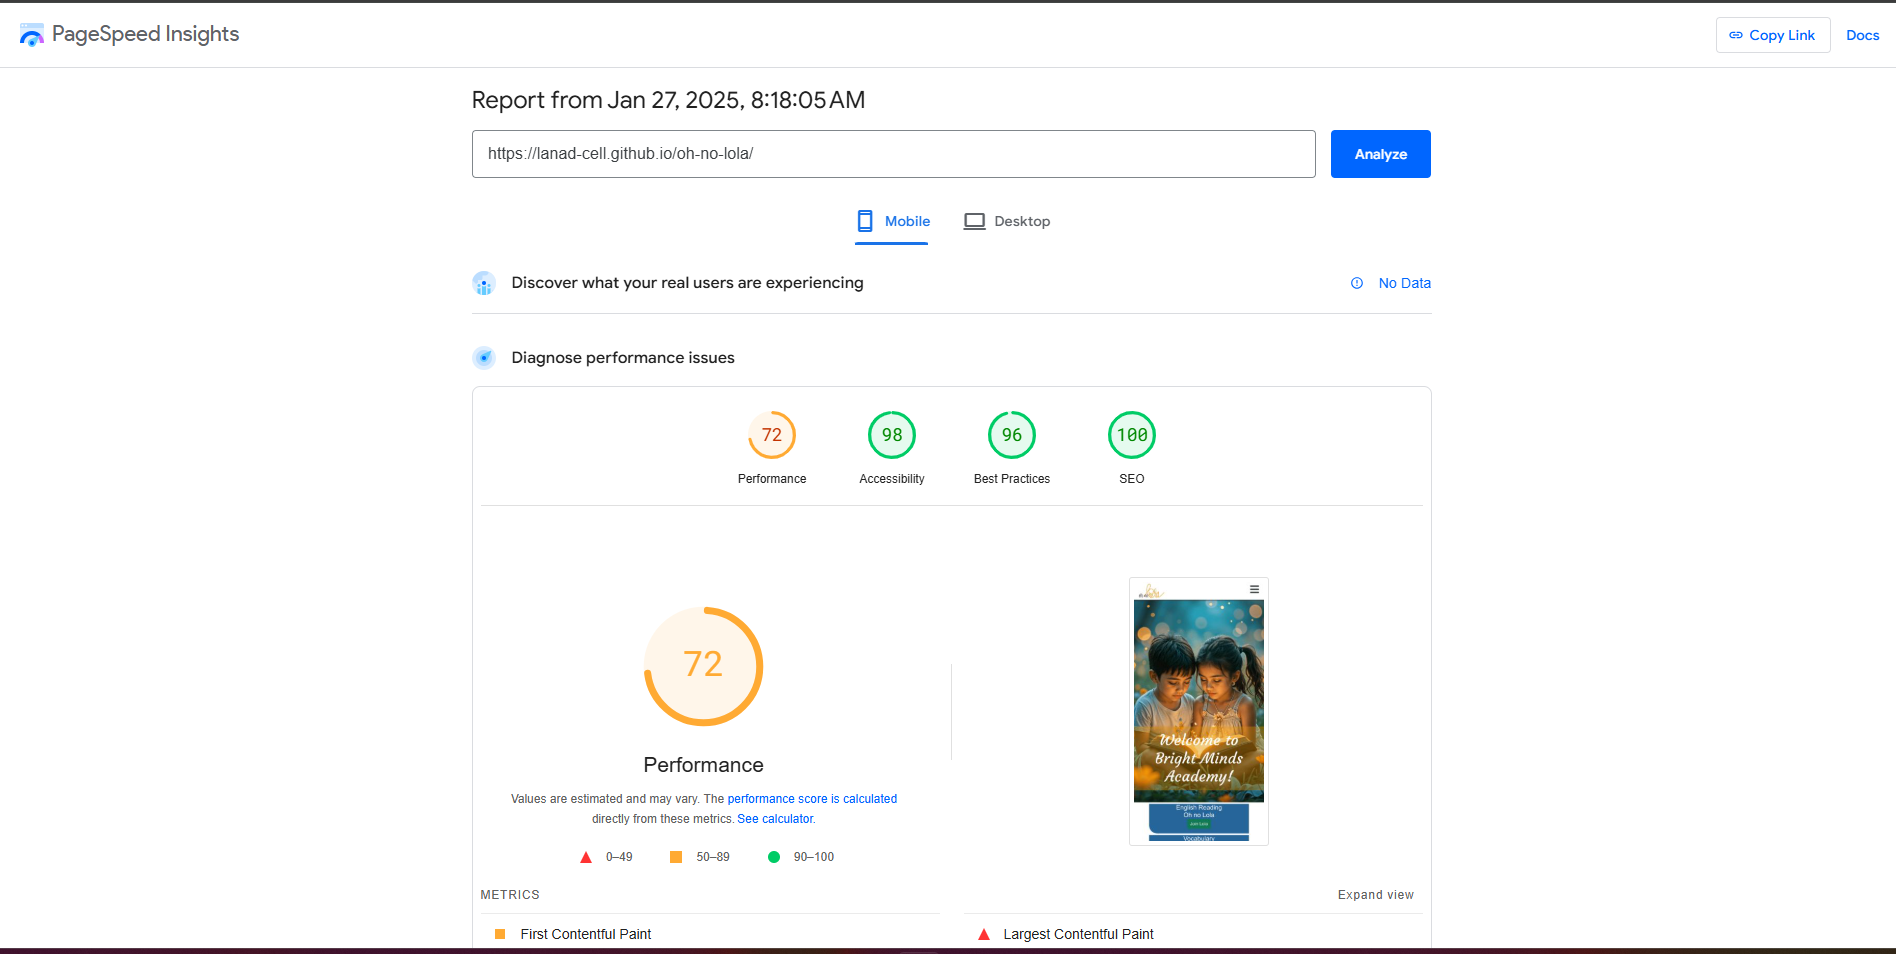 PageSpeed Insights
Copy Link
Docs
Report from Jan 27, 2025, 8:18:05 AM
https://lanad-cell.github.io/oh-no-lola/
Analyze
Mobile
Desktop
Discover what your real users are experiencing
No Data
Diagnose performance issues
72
98
96
100
Performance
Accessibility
Best Practices
SEO
72
Performance
Values are estimated and may vary. The performance score is calculated
directly from these metrics. See calculator.
0–49
50–89
90–100
Welcome to
Bright Minds
Academy!
English Reading
Oh no Lola
Vocabulary
METRICS
Expand view
First Contentful Paint
Largest Contentful Paint